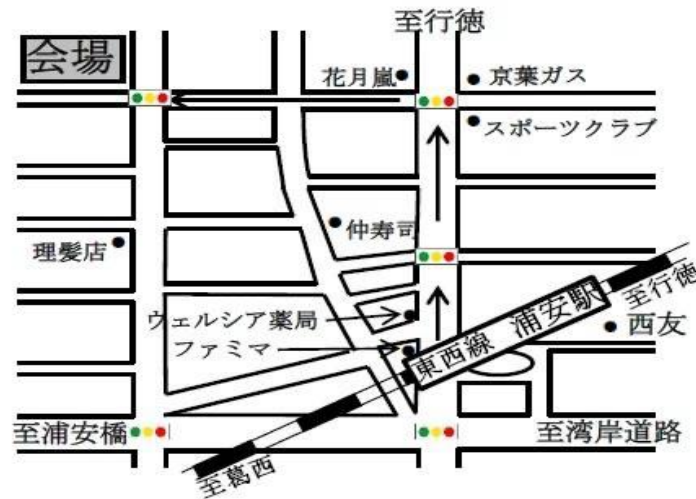 至行徳
会場
花月嵐
京葉ガス
スポーツクラブ
仲寿司
理髪店
至行徳
ウェルシア薬局
西友
ファミマ
東西線 浦安駅
至浦安橋
至湾岸道路
至葛西